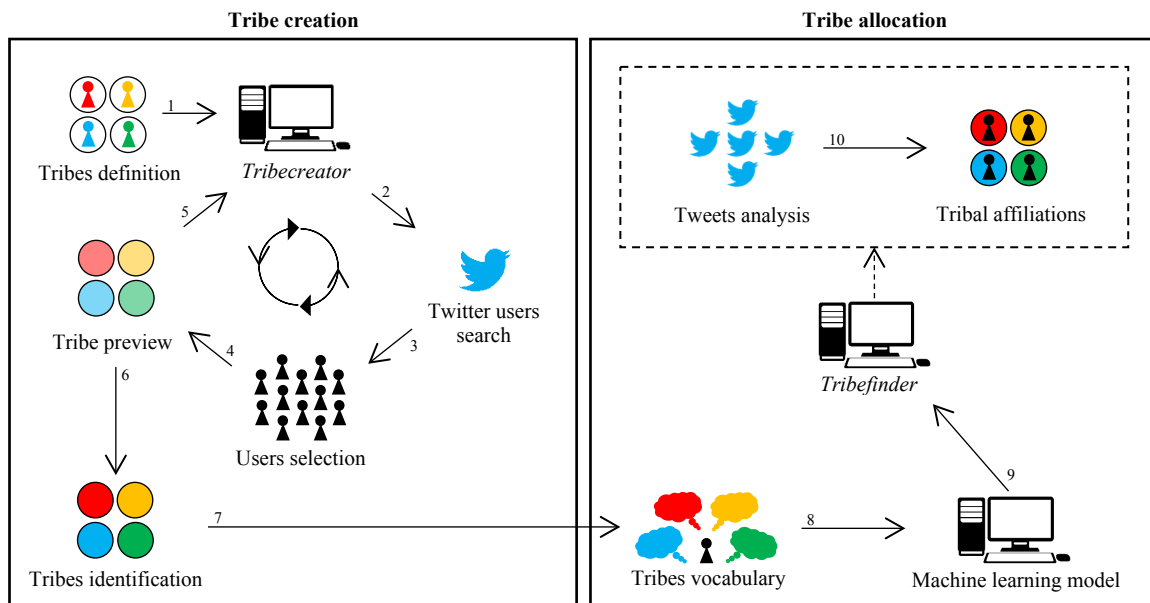 Tribe creation
Tribe allocation
1
Tribes definition
Tribecreator
2
5
Twitter users
search
3
Tribe preview
4
6
Users selection
Tribes identification
7
10
Tweets analysis
Tribal affiliations
Tribefinder
9
8
Tribes vocabulary
Machine learning model